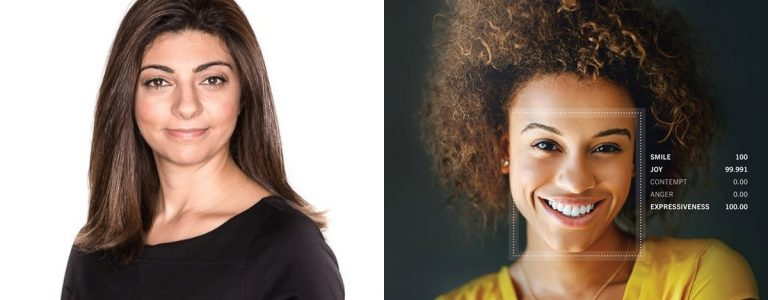 SMILE 100
JOY 99.991
CONTEMPT 0.00
ANGER 0.00
EXPRESSIVENESS 100.00